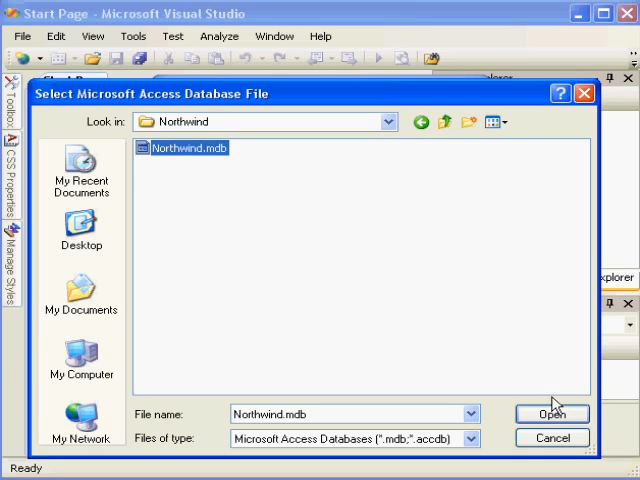 Start Page - Microsoft Visual Studio
File Edit View Tools Test Analyze Window Help
Select Microsoft Access Database File
Look in: Northwind
Toolbox
CSS Properties
Manage Styles
Northwind.mdb
My Recent
Documents
Desktop
My Documents
My Computer
My Network
xplorer
File name: Northwind.mdb
Open
Files of type: Microsoft Access Databases (*.mdb;*.accdb)
Cancel
Ready